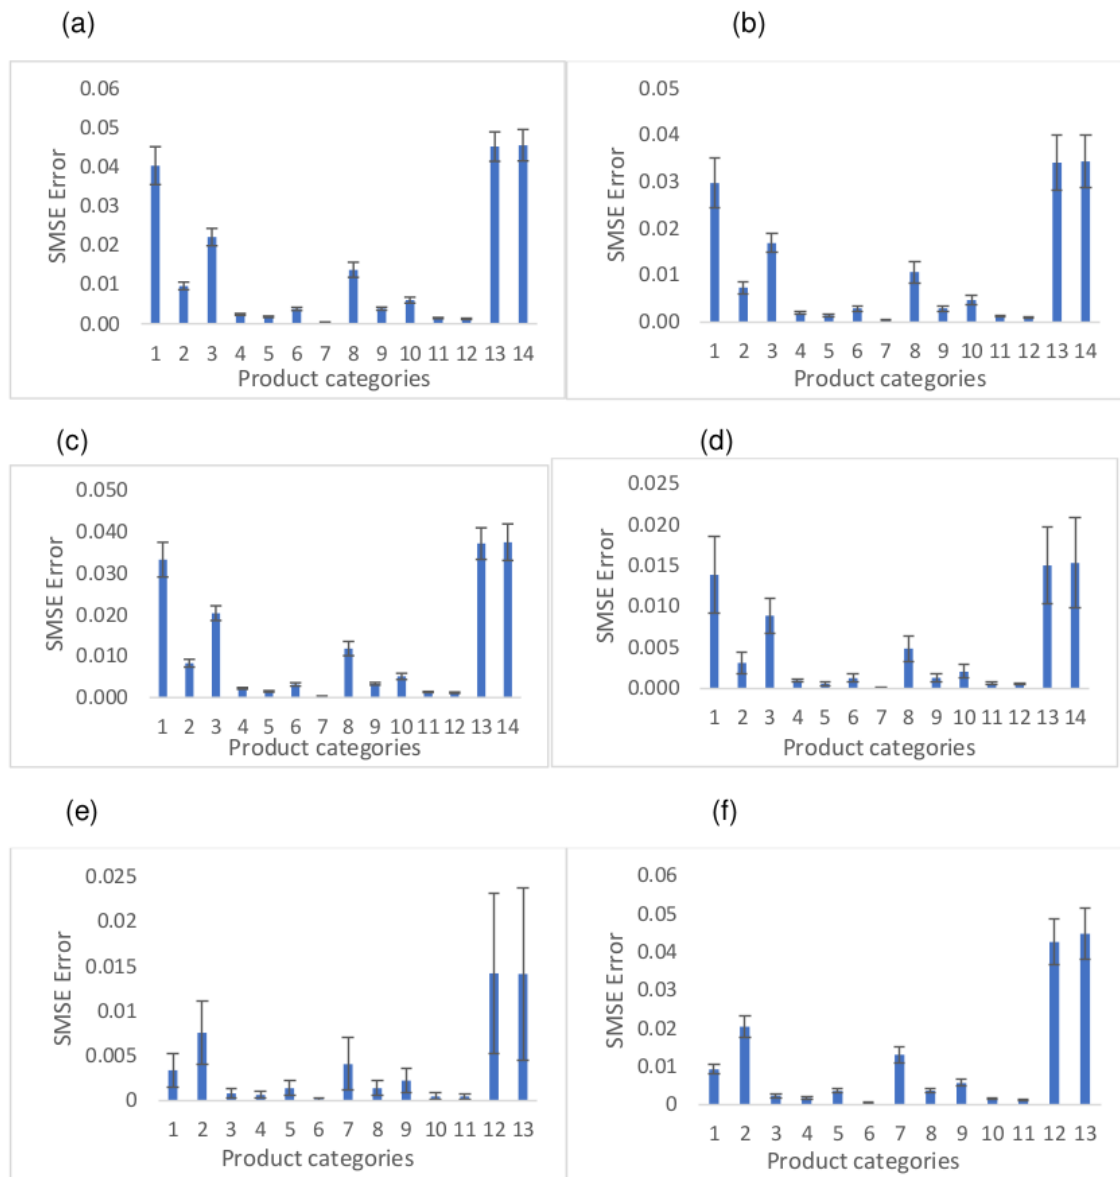 (a)
0.06
0.05
0.04
0.03
0.02
0.01
0.00
SMSE Error
1 2 3 4 5 6 7 8 9 10 11 12 13 14
Product categories
(b)
0.05
0.04
0.03
0.02
0.01
0.00
SMSE Error
1 2 3 4 5 6 7 8 9 10 11 12 13 14
Product categories
(c)
0.050
0.040
0.030
0.020
0.010
0.000
SMSE Error
1 2 3 4 5 6 7 8 9 10 11 12 13 14
Product categories
(d)
0.025
0.020
0.015
0.010
0.005
0.000
SMSE Error
1 2 3 4 5 6 7 8 9 10 11 12 13 14
Product categories
(e)
0.025
0.02
0.015
0.01
0.005
0
SMSE Error
1 2 3 4 5 6 7 8 9 10 11 12 13
Product categories
(f)
0.06
0.05
0.04
0.03
0.02
0.01
0
SMSE Error
1 2 3 4 5 6 7 8 9 10 11 12 13
Product categories